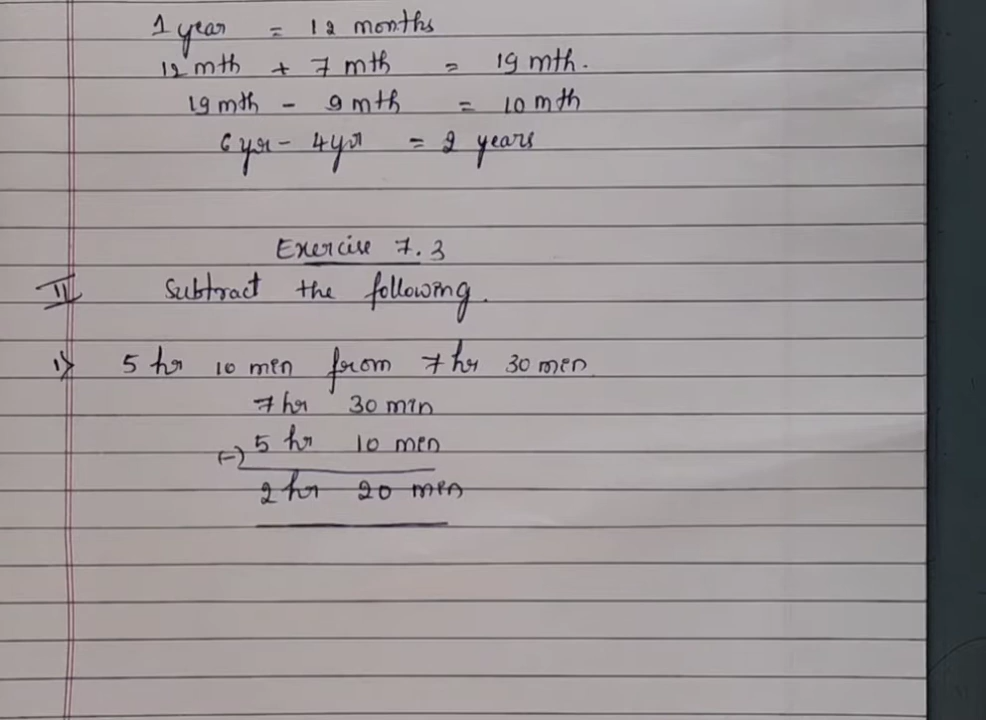 1 year = 12 months
12 mth + 7 mth = 19 mth.
19 mth - 9 mth = 10 mth
6 yr - 4 yr = 2 years
Exercise 7.3
II Subtract the following.
1) 5 hr 10 min from 7 hr 30 min
7 hr 30 min
(-) 5 hr 10 min
2 hr 20 min